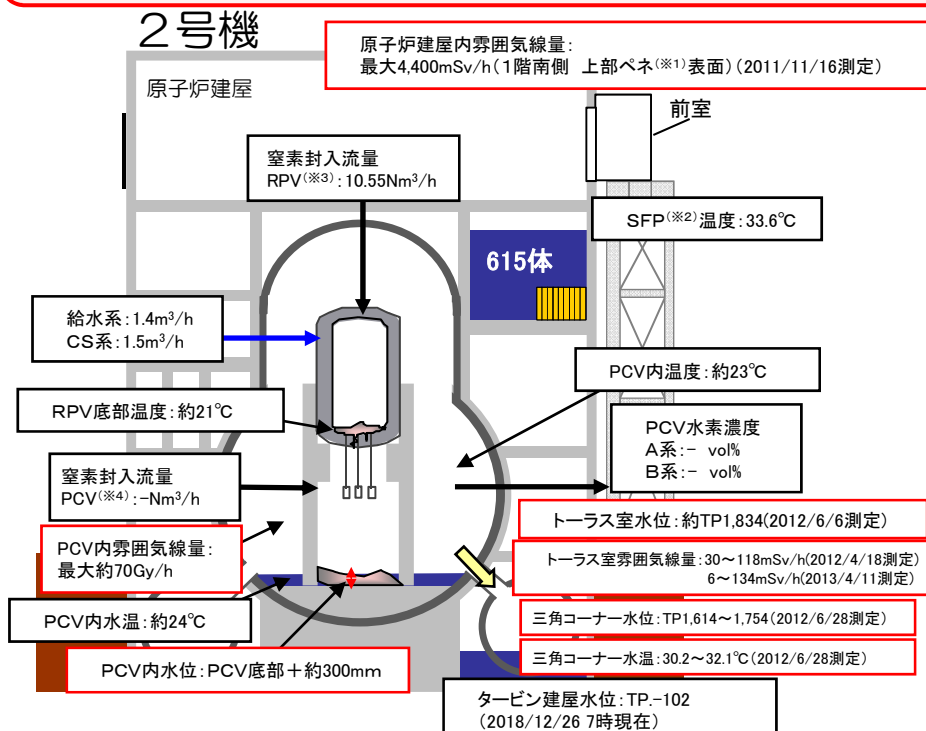 2号機
原子炉建屋内雰囲気線量:
最大4,400mSv/h(1階南側 上部ペネ(※1)表面)(2011/11/16測定)
原子炉建屋
前室
窒素封入流量
RPV(※3):10.55Nm3/h
SFP(※2)温度:33.6℃
615体
給水系:1.4m3/h
CS系:1.5m3/h
PCV内温度:約23℃
RPV底部温度:約21℃
PCV水素濃度
A系:- vol%
B系:- vol%
窒素封入流量
PCV(※4):-Nm3/h
トーラス室水位:約TP1,834(2012/6/6測定)
PCV内雰囲気線量:
最大約70Gy/h
トーラス室雰囲気線量:30~118mSv/h(2012/4/18測定)
6~134mSv/h(2013/4/11測定)
PCV内水温:約24℃
三角コーナー水位:TP1,614~1,754(2012/6/28測定)
PCV内水位:PCV底部+約300mm
三角コーナー水温:30.2~32.1℃(2012/6/28測定)
タービン建屋水位:TP.-102
(2018/12/26 7時現在)